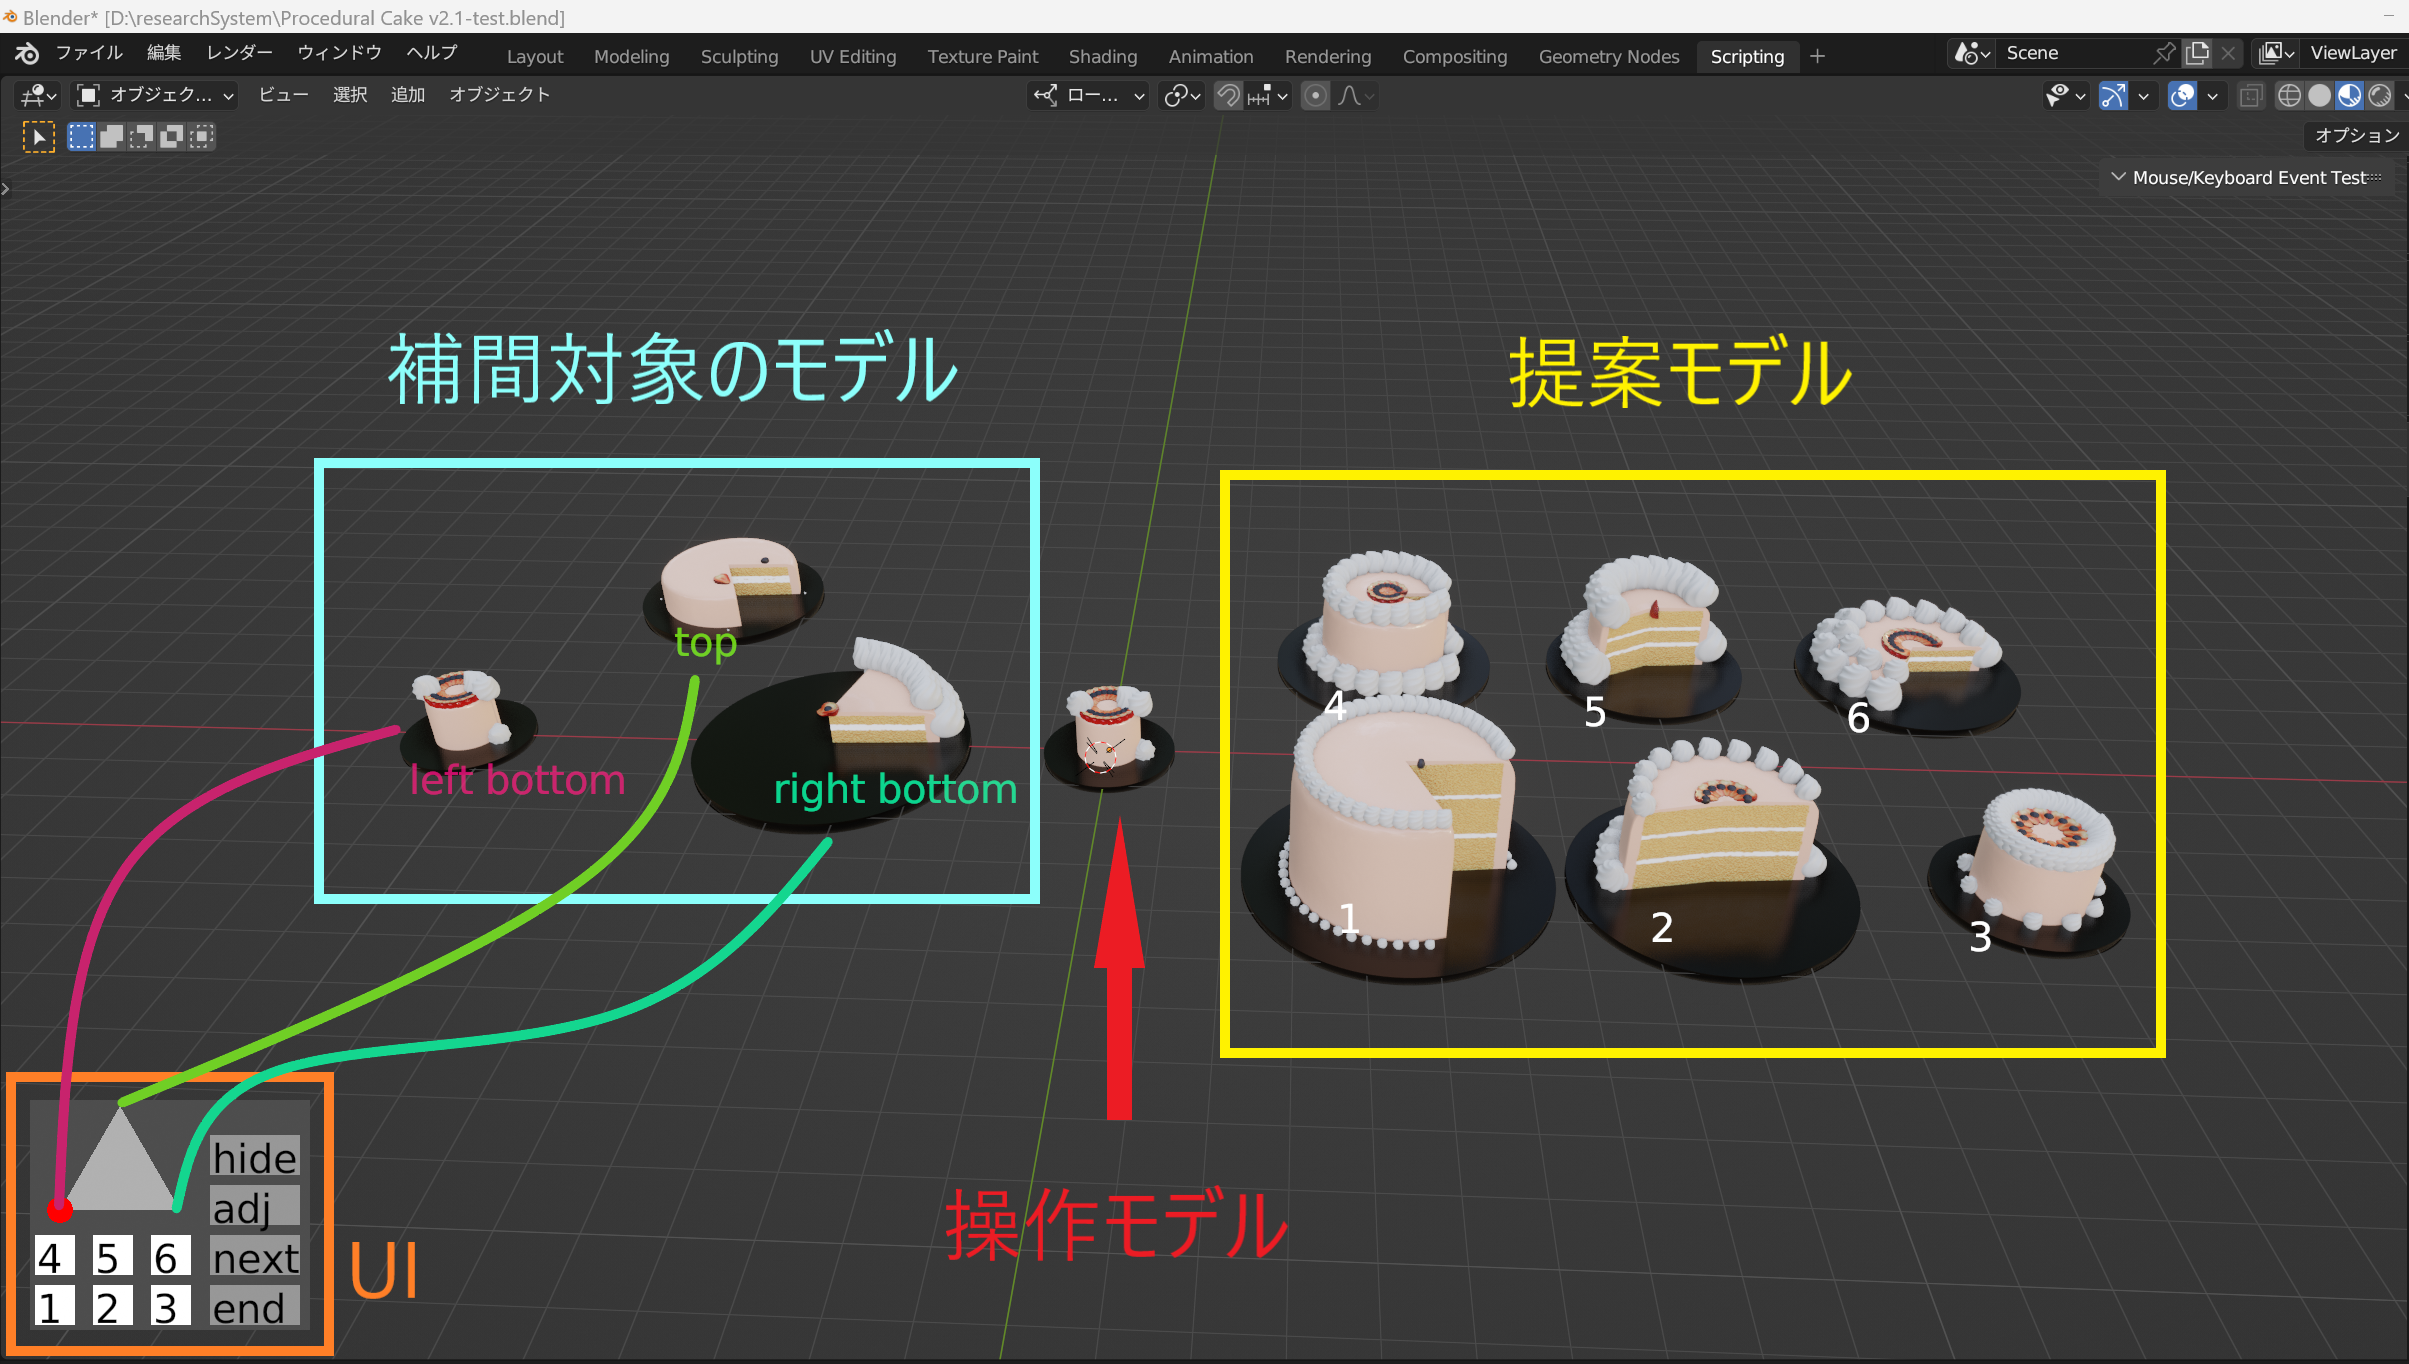 Blender* [D:\researchSystem\Procedural Cake v2.1-test.blend]
ファイル 編集 レンダー ウィンドウ ヘルプ Layout Modeling Sculpting UV Editing Texture Paint Shading Animation Rendering Compositing Geometry Nodes Scripting + Scene ViewLayer
オブジェク... ビュー 選択 追加 オブジェクト ロー...
オプション
Mouse/Keyboard Event Test
補間対象のモデル
提案モデル
top
left bottom
right bottom
4 5 6
1 2 3
操作モデル
hide
adj
4 5 6 next
1 2 3 end
UI